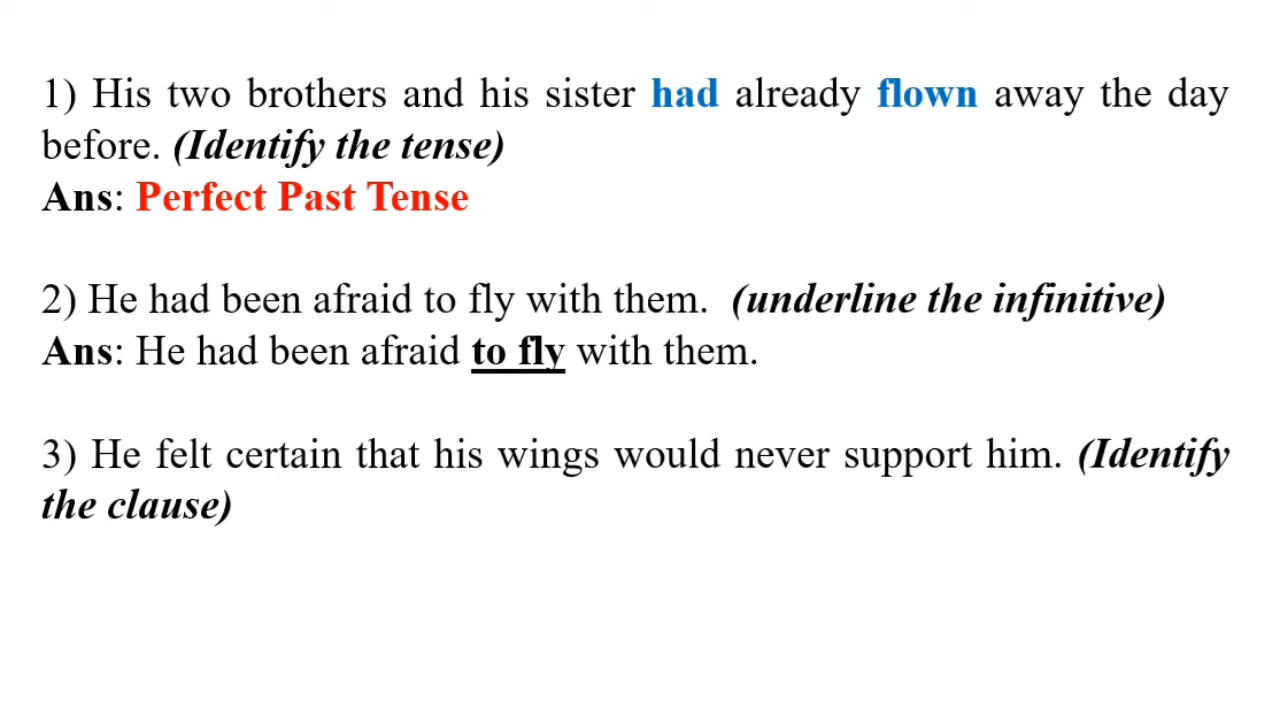 1) His two brothers and his sister had already flown away the day
before. (Identify the tense)
Ans: Perfect Past Tense
2) He had been afraid to fly with them. (underline the infinitive)
Ans: He had been afraid to fly with them.
3) He felt certain that his wings would never support him. (Identify
the clause)